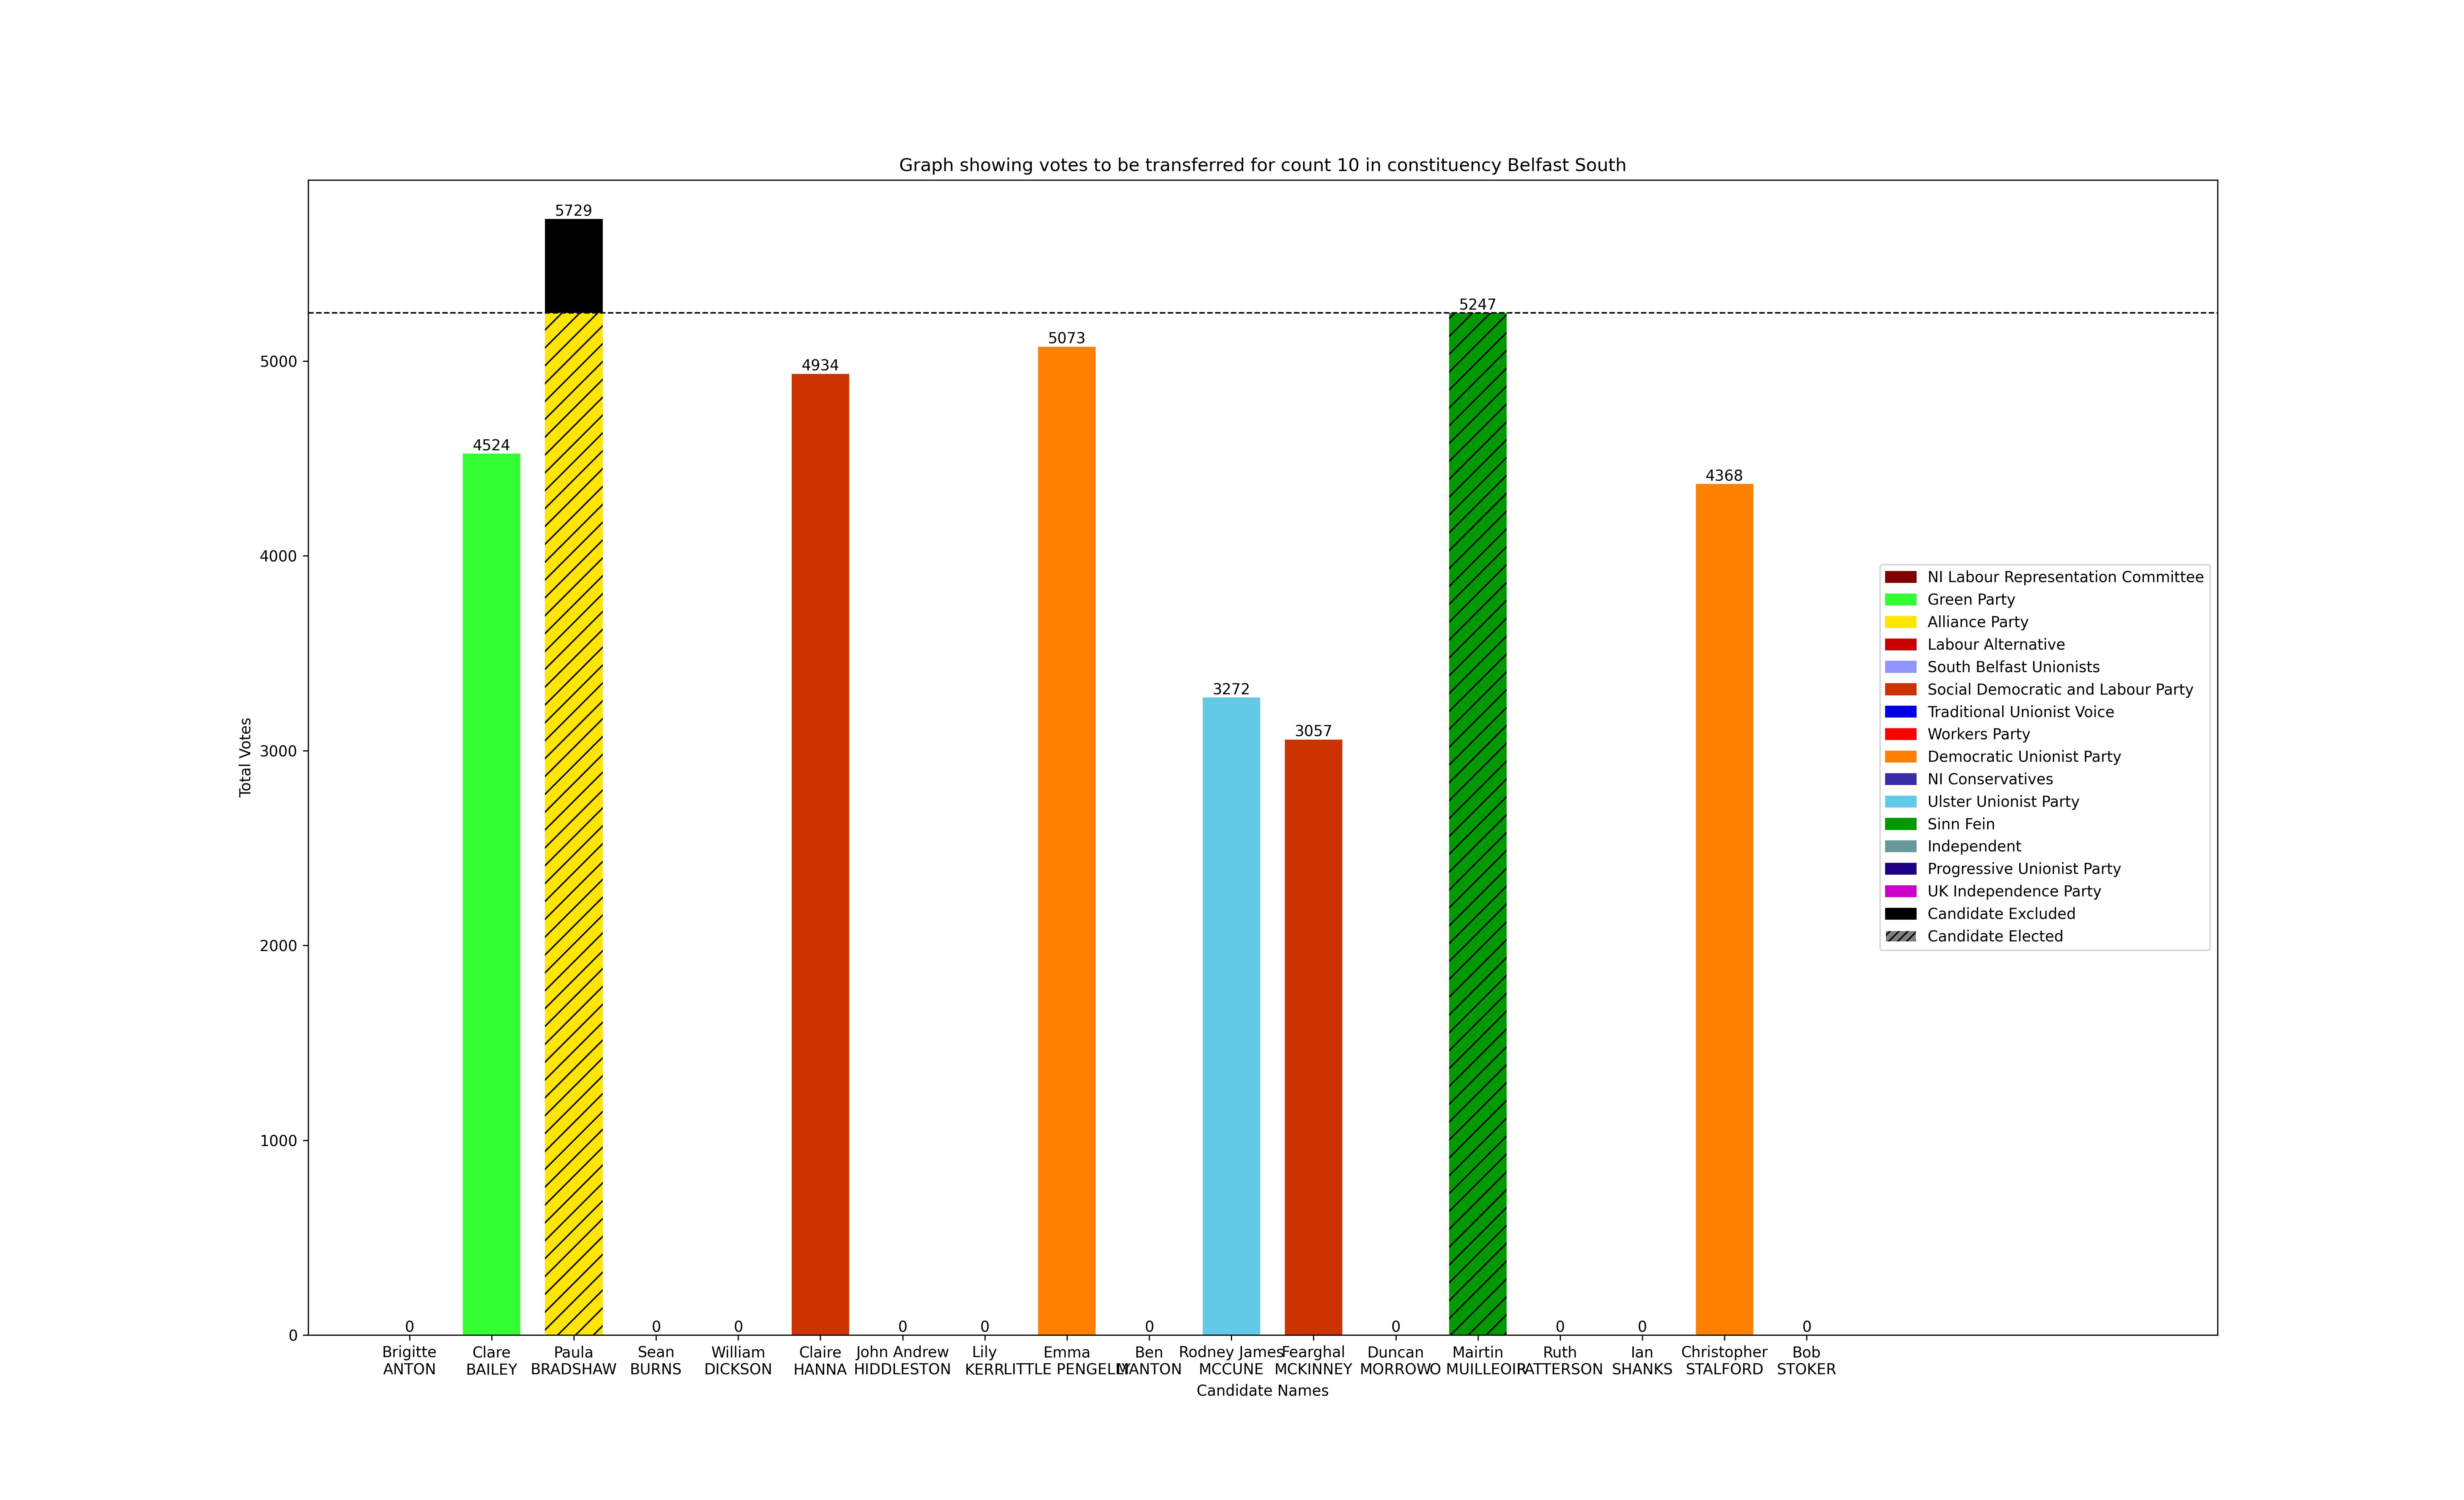 Graph showing votes to be transferred for count 10 in constituency Belfast South
5729
5247
5073
4934
4524
4368
3272
3057
0 0 0 0 0 0 0 0 0 0
Total Votes
5000
4000
3000
2000
1000
0
NI Labour Representation Committee
Green Party
Alliance Party
Labour Alternative
South Belfast Unionists
Social Democratic and Labour Party
Traditional Unionist Voice
Workers Party
Democratic Unionist Party
NI Conservatives
Ulster Unionist Party
Sinn Fein
Independent
Progressive Unionist Party
UK Independence Party
Candidate Excluded
Candidate Elected
Brigitte
ANTON
Clare
BAILEY
Paula
BRADSHAW
Sean
BURNS
William
DICKSON
Claire
HANNA
John Andrew
HIDDLESTON
Lily
KERR
Emma
LITTLE PENGELLY
Ben
MANTON
Rodney James
MCCUNE
Fearghal
MCKINNEY
Duncan
MORROW
Mairtin
O MUILLEOIR
Ruth
PATTERSON
Ian
SHANKS
Christopher
STALFORD
Bob
STOKER
Candidate Names